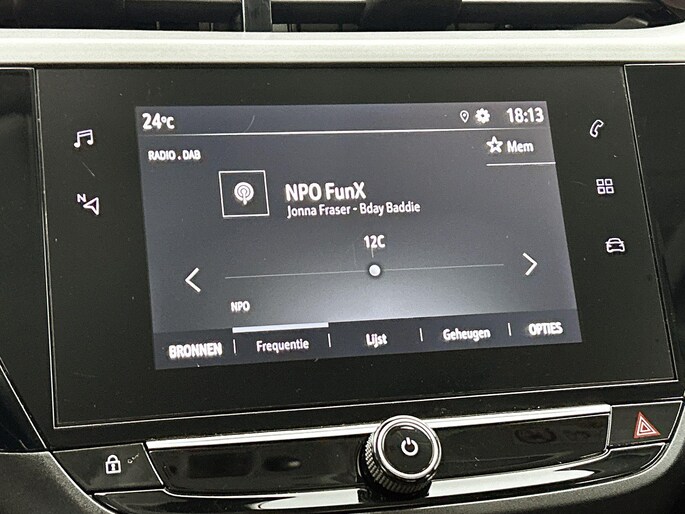 24°C 18:13
RADIO . DAB
Mem
N
NPO FunX
Jonna Fraser - Bday Baddie
12C
NPO
BRONNEN Frequentie Lijst Geheugen OPTIES